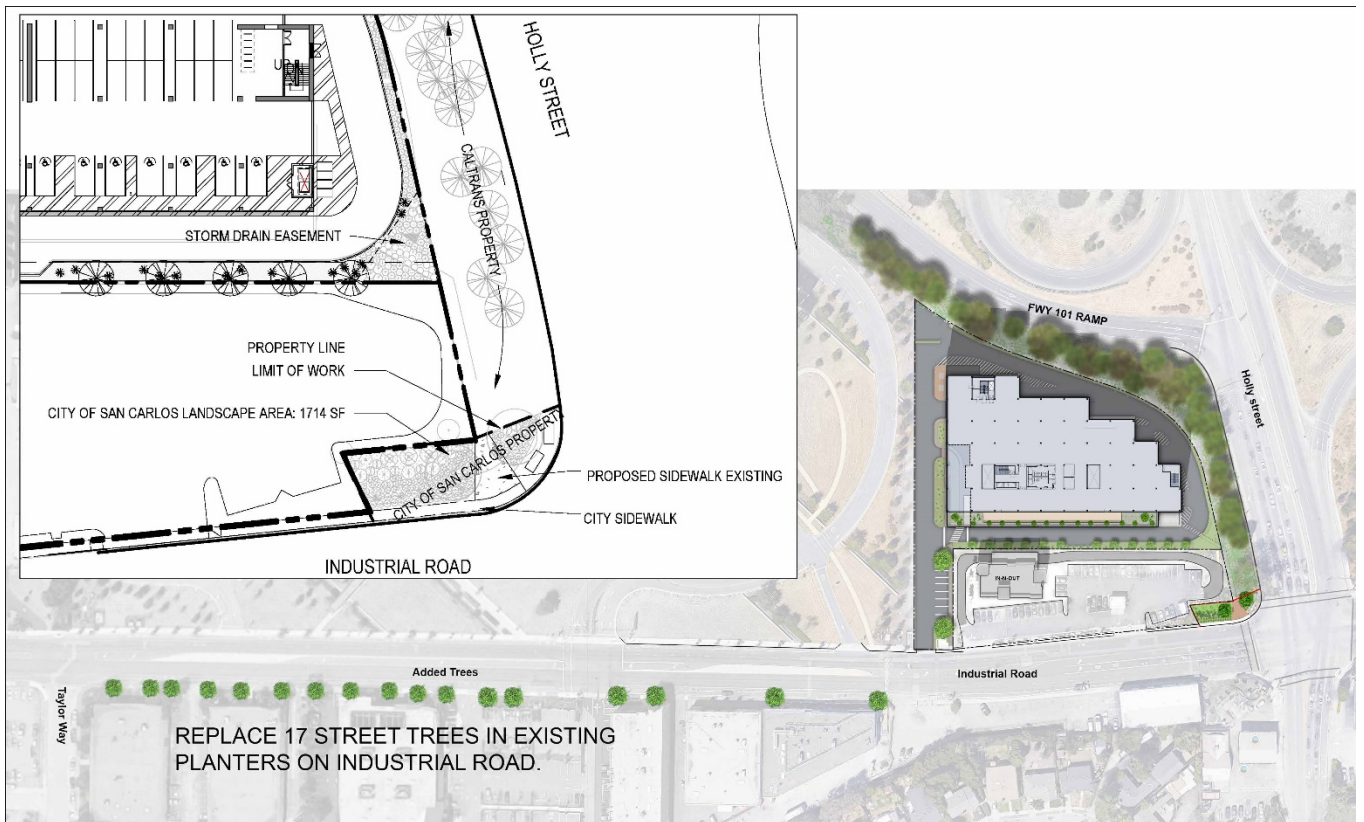 HOLLY STREET
UP
CALTRANS PROPERTY
STORM DRAIN EASEMENT
PROPERTY LINE
LIMIT OF WORK
CITY OF SAN CARLOS LANDSCAPE AREA: 1714 SF
CITY OF SAN CARLOS PROPERT
PROPOSED SIDEWALK EXISTING
CITY SIDEWALK
INDUSTRIAL ROAD
FWY 101 RAMP
Holly street
IN-N-OUT
Industrial Road
Added Trees
Taylor Way
REPLACE 17 STREET TREES IN EXISTING
PLANTERS ON INDUSTRIAL ROAD.